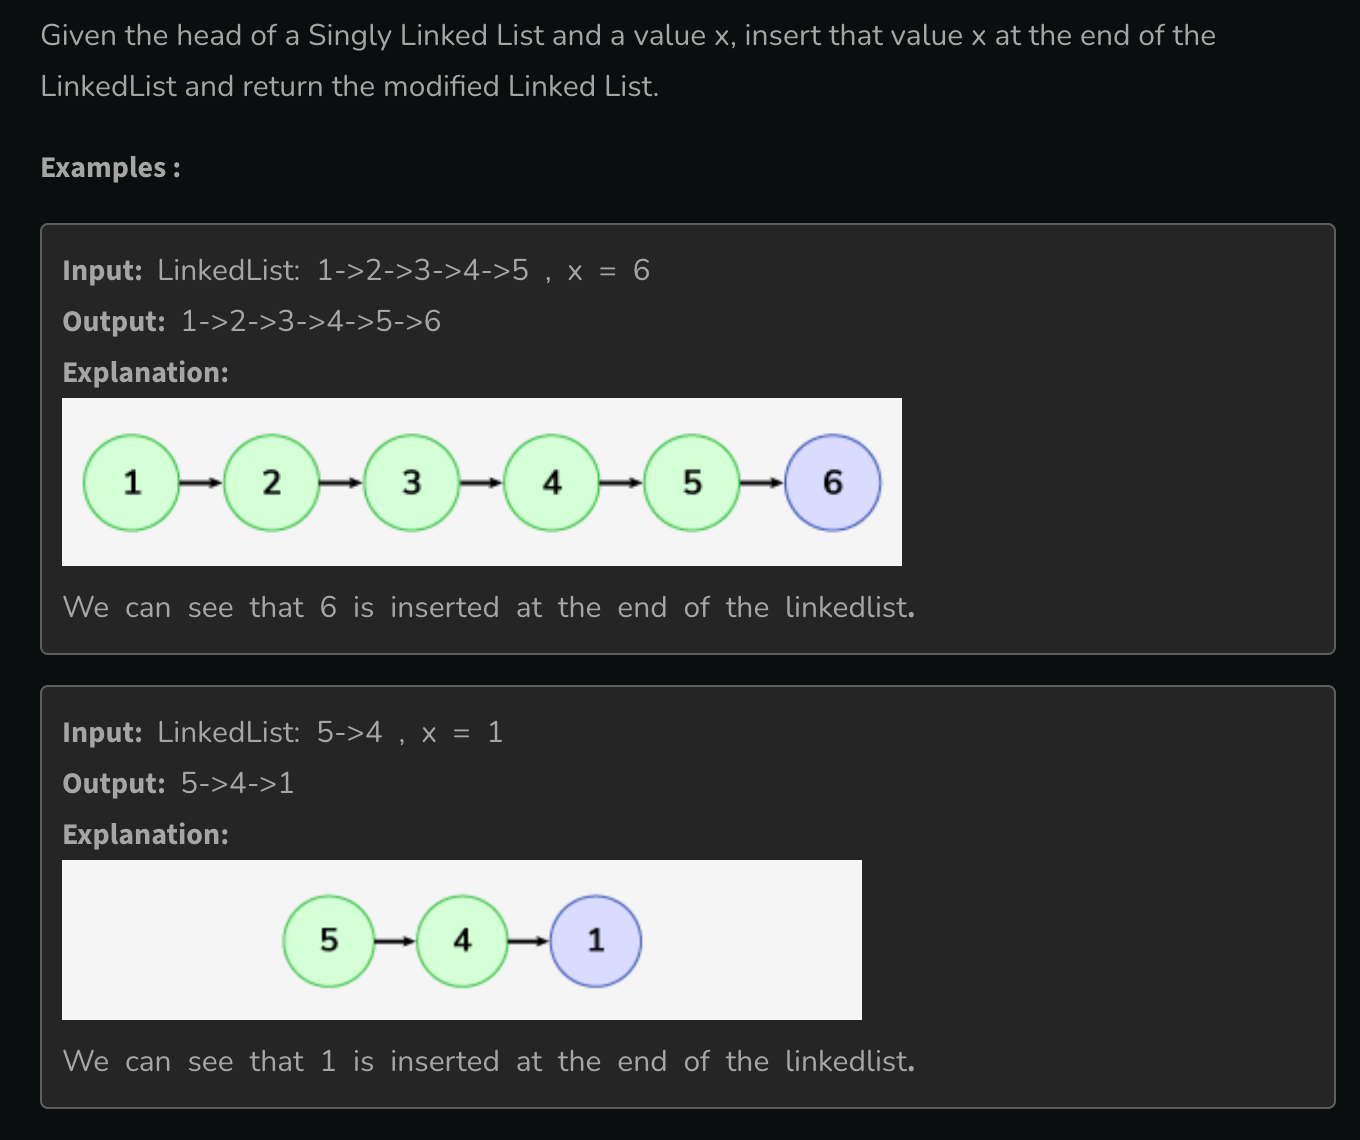 Given the head of a Singly Linked List and a value x, insert that value x at the end of the
LinkedList and return the modified Linked List.
Examples :
Input: LinkedList: 1->2->3->4->5 , x = 6
Output: 1->2->3->4->5->6
Explanation:
1 2 3 4 5 6
We can see that 6 is inserted at the end of the linkedlist.
Input: LinkedList: 5->4 , x = 1
Output: 5->4->1
Explanation:
5 4 1
We can see that 1 is inserted at the end of the linkedlist.